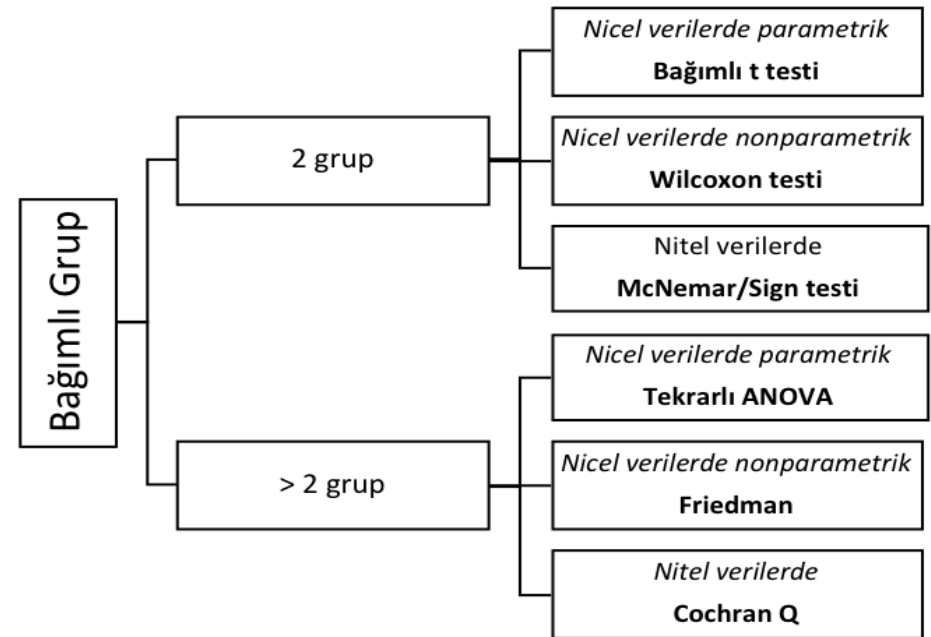 Bağımlı Grup
2 grup
Nicel verilerde parametrik
Bağımlı t testi
Nicel verilerde nonparametrik
Wilcoxon testi
Nitel verilerde
McNemar/Sign testi
> 2 grup
Nicel verilerde parametrik
Tekrarlı ANOVA
Nicel verilerde nonparametrik
Friedman
Nitel verilerde
Cochran Q